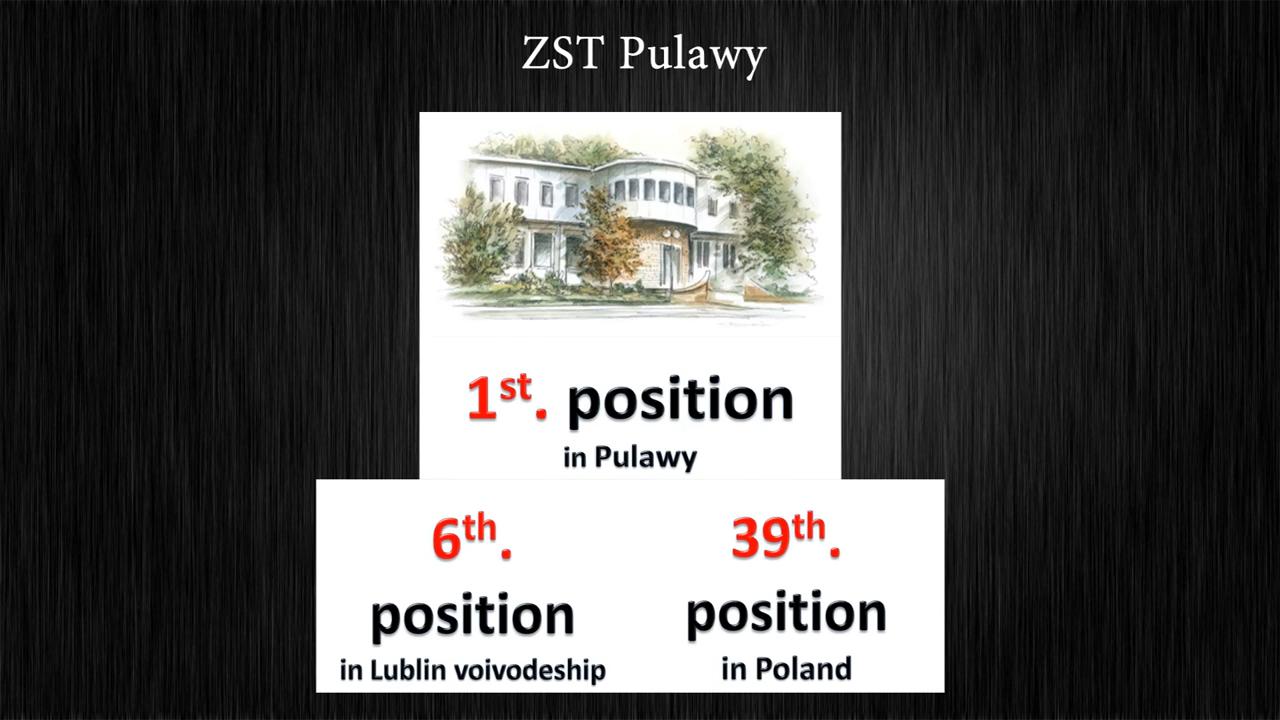 ZST Pulawy
1st. position
in Pulawy
6th.
position
in Lublin voivodeship
39th.
position
in Poland